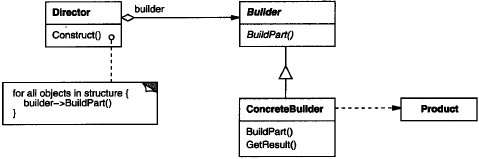 Director
builder
Builder
Construct()
BuildPart()
for all objects in structure {
builder->BuildPart()
}
ConcreteBuilder
Product
BuildPart()
GetResult()